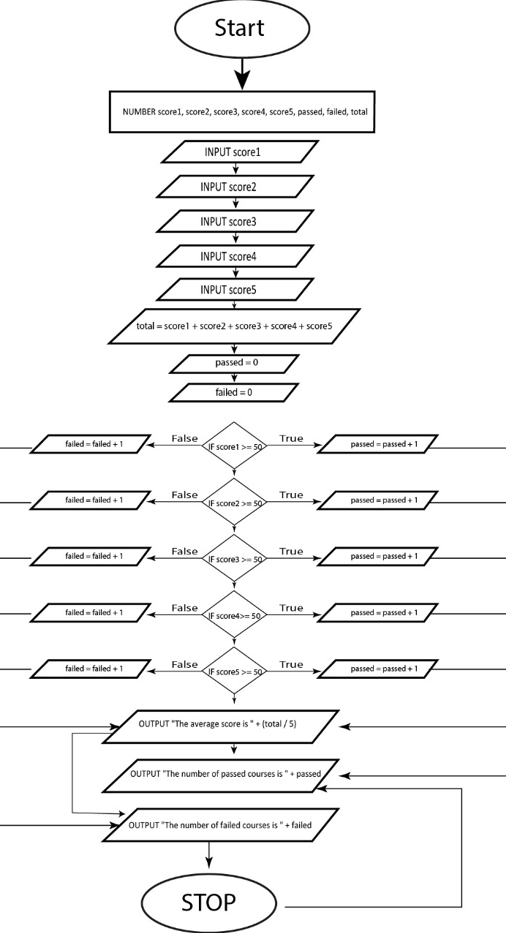 Start
NUMBER score1, score2, score3, score4, score5, passed, failed, total
INPUT score1
INPUT score2
INPUT score3
INPUT score4
INPUT score5
total = score1 + score2 + score3 + score4 + score5
passed = 0
failed = 0
failed = failed + 1 False IF score1 >= 50 True passed = passed + 1
failed = failed + 1 False IF score2 >= 50 True passed = passed + 1
failed = failed + 1 False IF score3 >= 50 True passed = passed + 1
failed = failed + 1 False IF score4>= 50 True passed = passed + 1
failed = failed + 1 False IF score5 >= 50 True passed = passed + 1
OUTPUT "The average score is " + (total / 5)
OUTPUT "The number of passed courses is " + passed
OUTPUT "The number of failed courses is " + failed
STOP